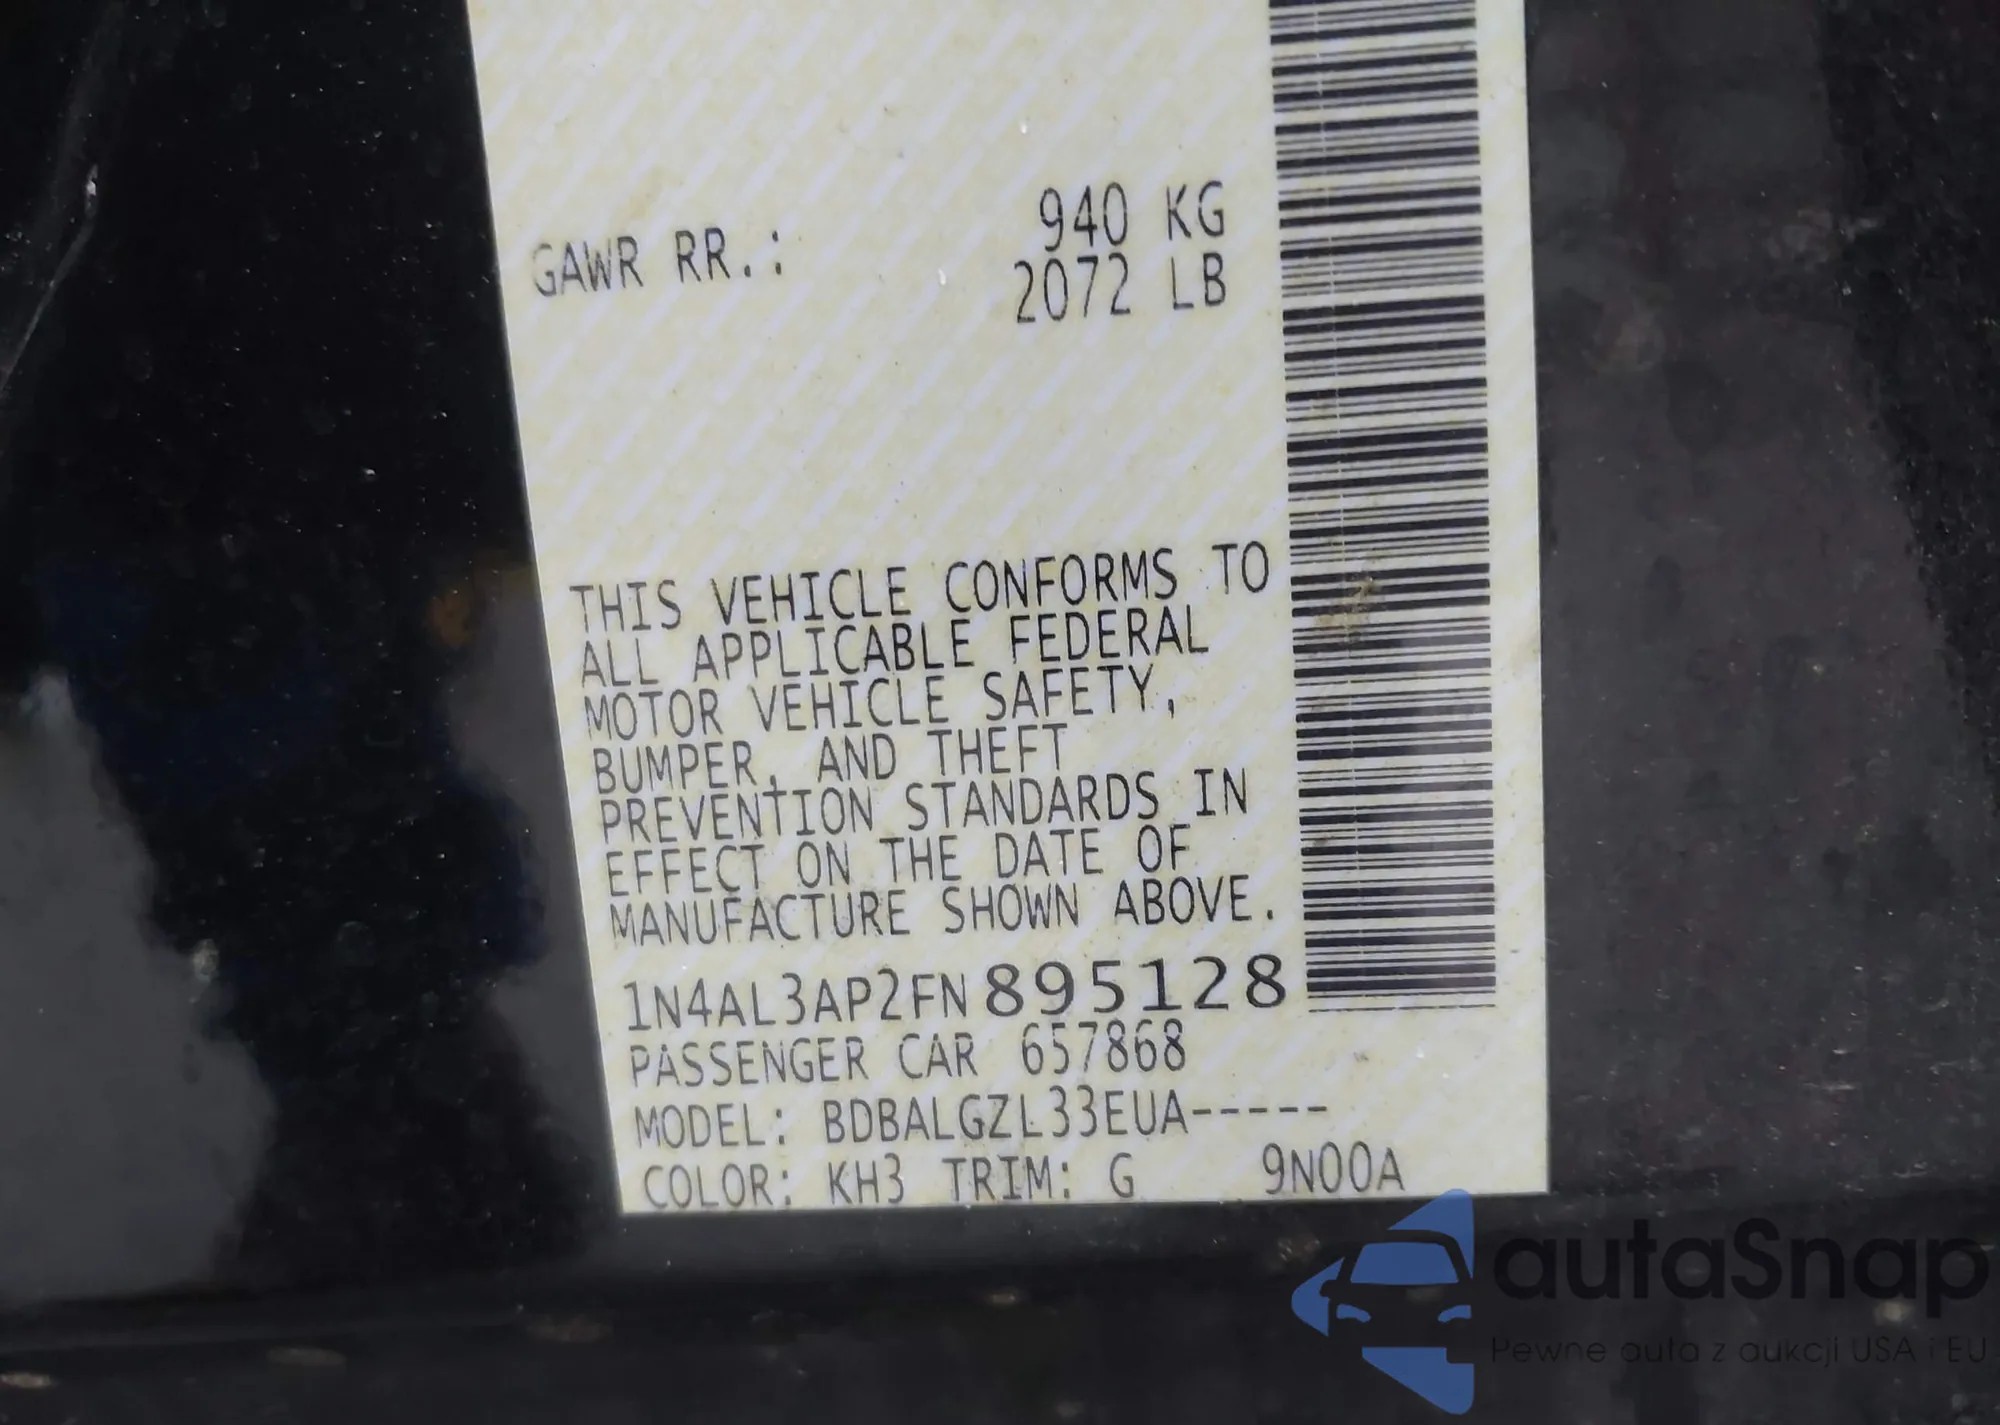 940 KG
GAWR RR.:
2072 LB
THIS VEHICLE CONFORMS TO
ALL APPLICABLE FEDERAL
MOTOR VEHICLE SAFETY,
BUMPER, AND THEFT
PREVENTION STANDARDS IN
EFFECT ON THE DATE OF
MANUFACTURE SHOWN ABOVE.
1N4AL3AP2FN895128
PASSENGER CAR 657868
MODEL: BDBALGZL33EUA-----
COLOR: KH3 TRIM: G 9N00A
autaSnap
Pewne auta z aukcji USA i EU